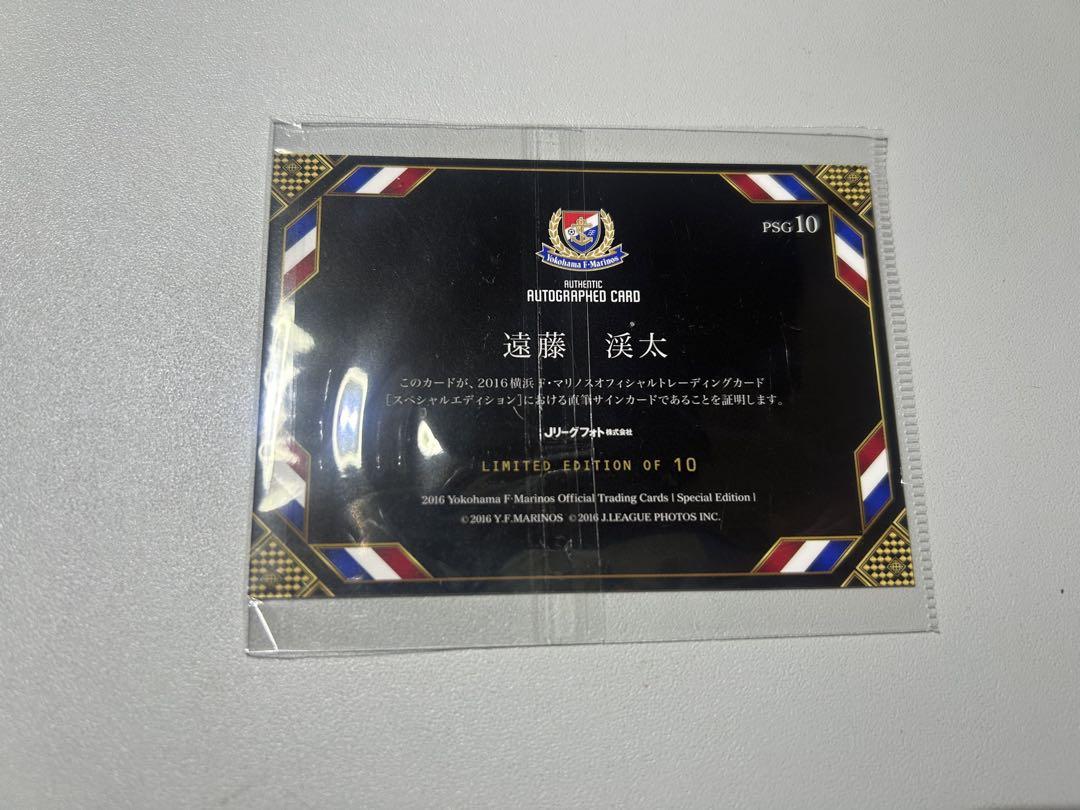 PSG 10
Yokohama F·Marinos
AUTHENTIC
AUTOGRAPHED CARD
遠藤 渓太
このカードが、2016横浜F・マリノスオフィシャルトレーディングカード
[スペシャルエディション]における直筆サインカードであることを証明します。
Jリーグフォト株式会社
LIMITED EDITION OF 10
2016 Yokohama F·Marinos Official Trading Cards | Special Edition |
©2016 Y.F.MARINOS ©2016 J.LEAGUE PHOTOS INC.